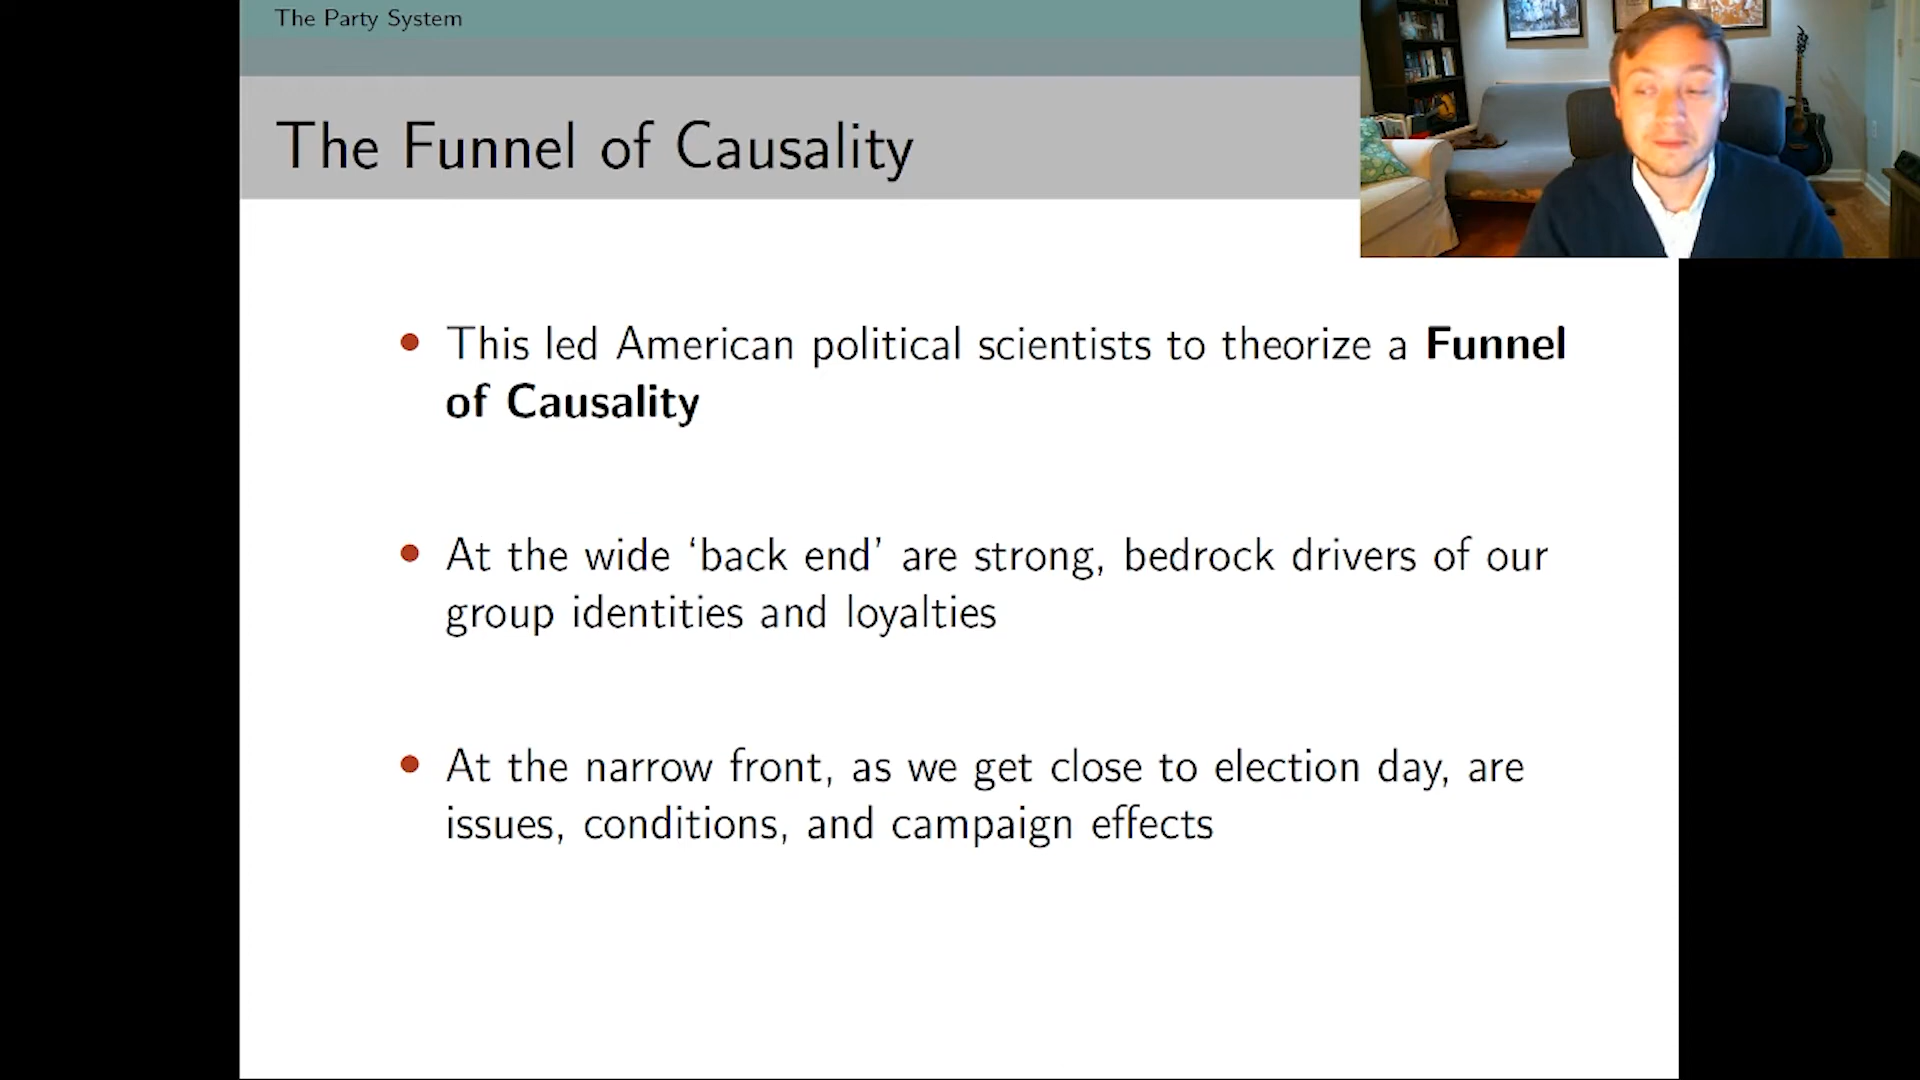 The Party System
The Funnel of Causality
• This led American political scientists to theorize a Funnel
of Causality
• At the wide ‘back end’ are strong, bedrock drivers of our
group identities and loyalties
• At the narrow front, as we get close to election day, are
issues, conditions, and campaign effects